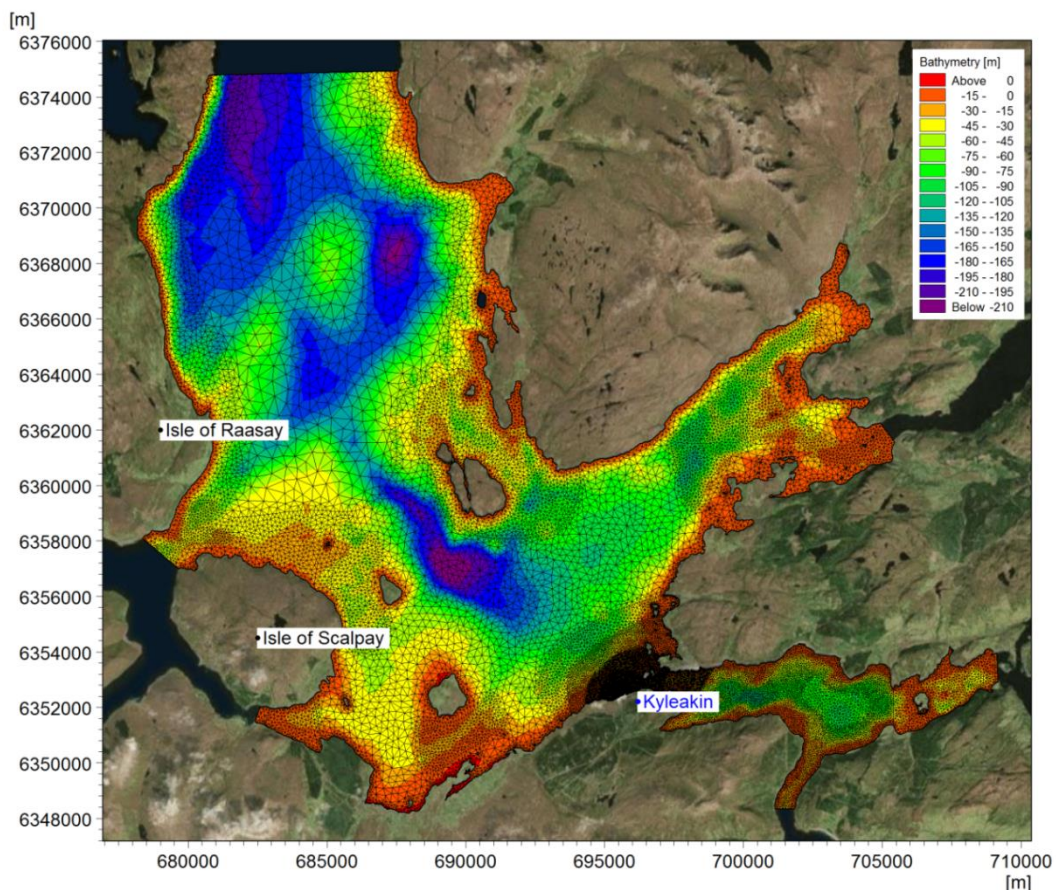 [m]
6376000
6374000
6372000
6370000
6368000
6366000
6364000
6362000
6360000
6358000
6356000
6354000
6352000
6350000
6348000
Bathymetry [m]
Above 0
-15 - 0
-30 - -15
-45 - -30
-60 - -45
-75 - -60
-90 - -75
-105 - -90
-120 - -105
-135 - -120
-150 - -135
-165 - -150
-180 - -165
-195 - -180
-210 - -195
Below -210
Isle of Raasay
Isle of Scalpay
Kyleakin
680000 685000 690000 695000 700000 705000 710000
[m]